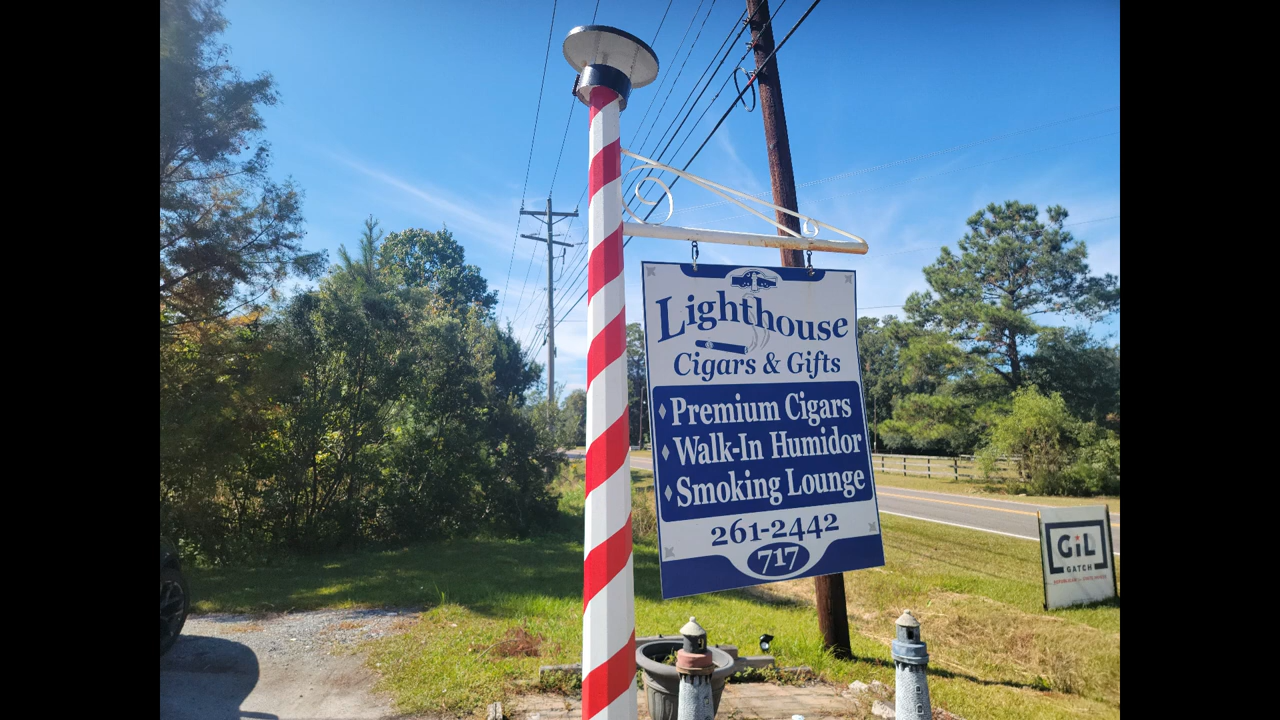 Lighthouse
Cigars & Gifts
Premium Cigars
Walk-In Humidor
Smoking Lounge
261-2442
717
GiL
GATCH